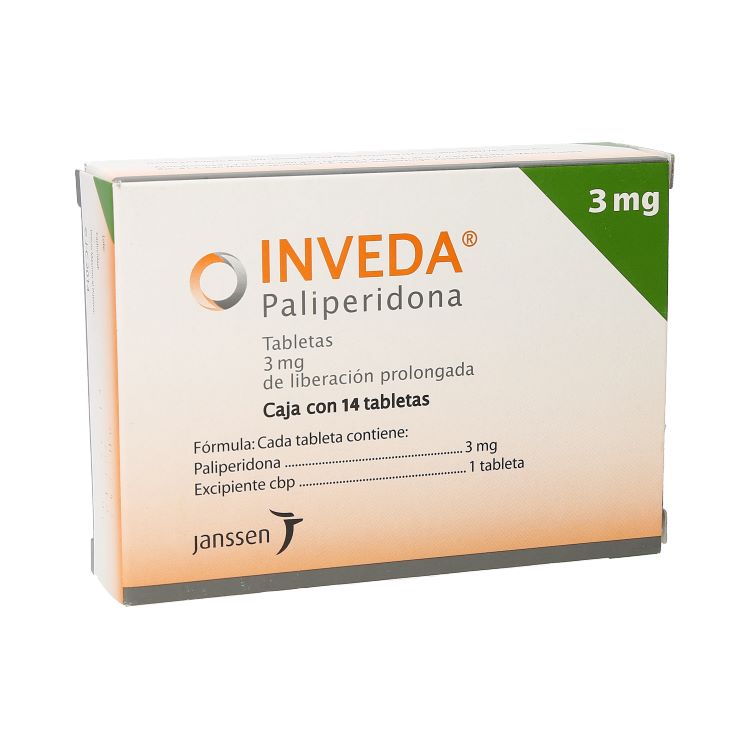 3 mg
INVEDA®
Paliperidona
Tabletas
3 mg
de liberación prolongada
Caja con 14 tabletas
Fórmula: Cada tableta contiene:
Paliperidona ........................................................ 3 mg
Excipiente cbp .................................................... 1 tableta
janssen